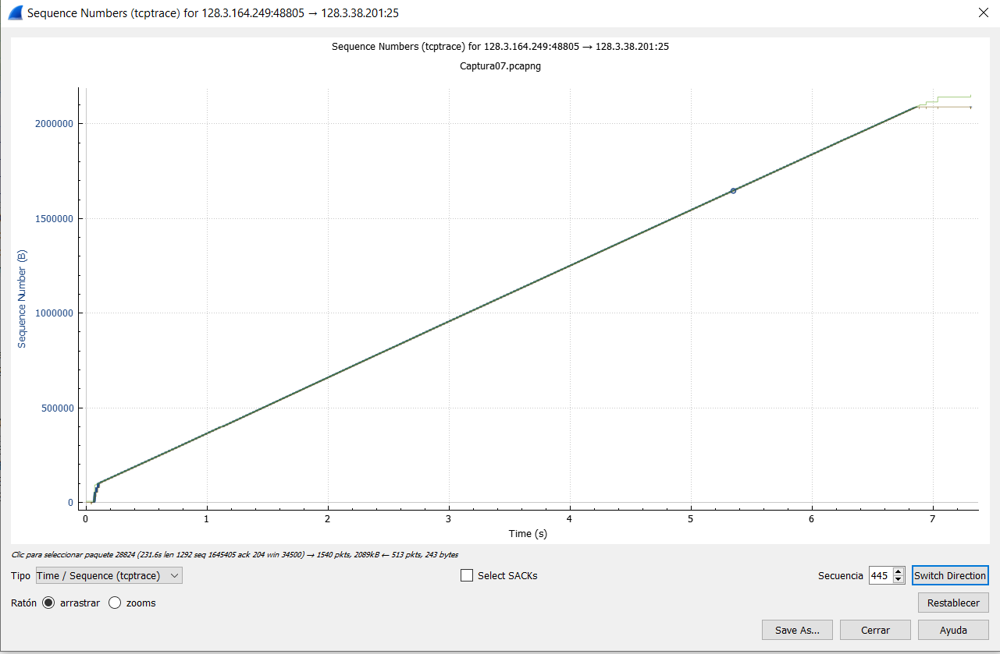 Sequence Numbers (tcptrace) for 128.3.164.249:48805 → 128.3.38.201:25
Sequence Numbers (tcptrace) for 128.3.164.249:48805 → 128.3.38.201:25
Captura07.pcapng
Sequence Number (B)
2000000
1500000
1000000
500000
0
0 1 2 3 4 5 6 7
Time (s)
Clic para seleccionar paquete 28824 (231.6s len 1292 seq 1645405 ack 204 win 34500) → 1540 pkts, 2089kB ← 513 pkts, 243 bytes
Tipo Time / Sequence (tcptrace) Select SACKs Secuencia 445 Switch Direction
Ratón arrastrar zooms Restablecer
Save As... Cerrar Ayuda